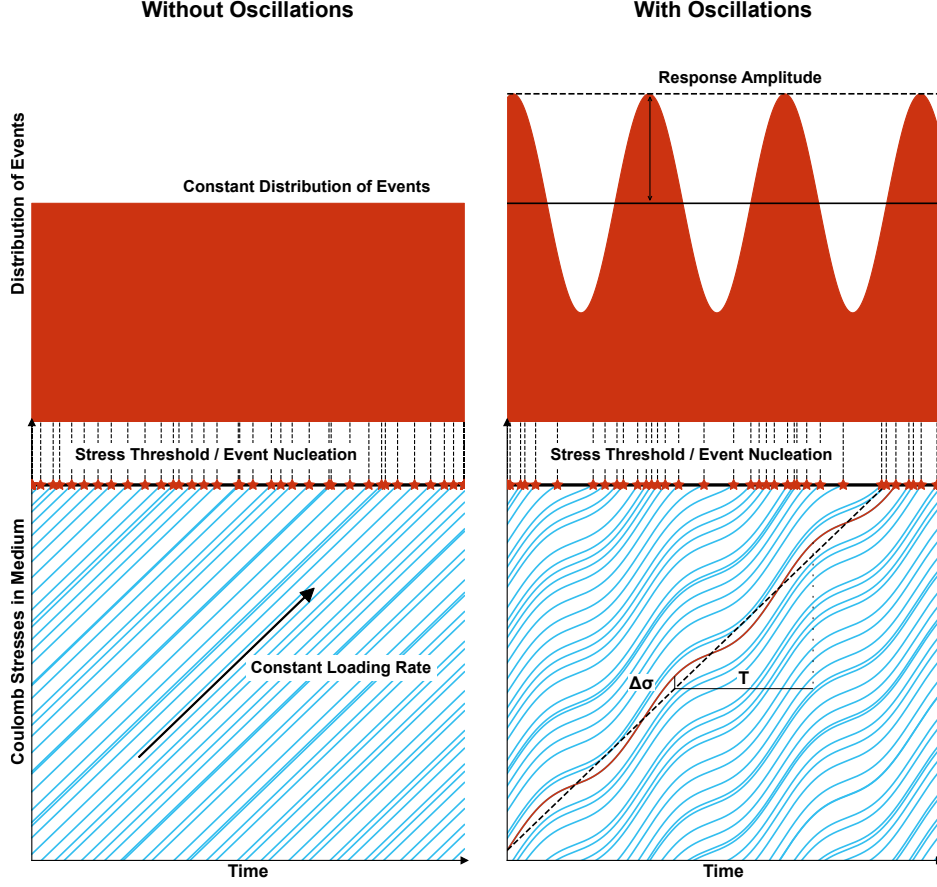 Without Oscillations
With Oscillations
Response Amplitude
Distribution of Events
Constant Distribution of Events
Stress Threshold / Event Nucleation
Stress Threshold / Event Nucleation
Coulomb Stresses in Medium
Constant Loading Rate
Δσ
T
Time
Time